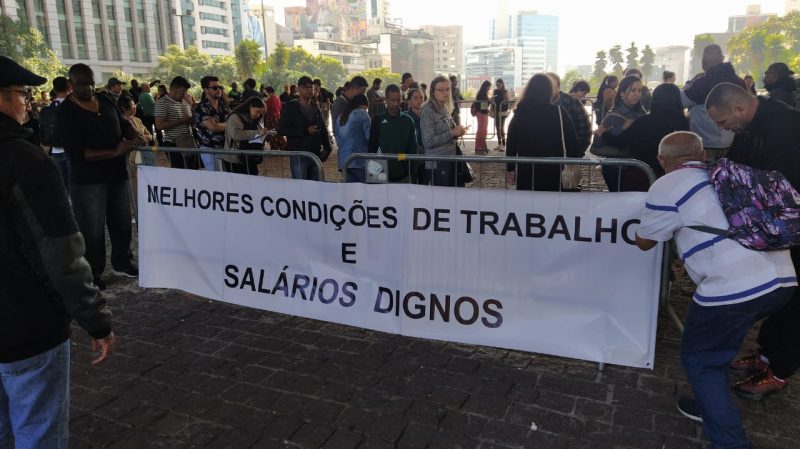 MELHORES CONDIÇÕES DE TRABALHO
E
SALÁRIOS DIGNOS